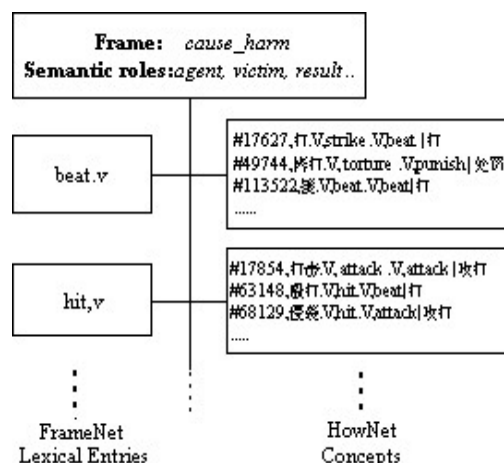 Frame: cause_harm
Semantic roles:agent, victim, result..
beat.v
#17627,打.V,strike .V,beat |打
#49744,拷打.V, torture .V,punish| 处罚
#113522,.V,beat.V,beat|打
......
hit,v
#17854,打击.V, attack .V, attack | 攻打
#63148,殴打.V,hit.V,beat|打
#68129,侵袭.V,hit.V,attack| 攻打
.....
FrameNet
Lexical Entries
HowNet
Concepts